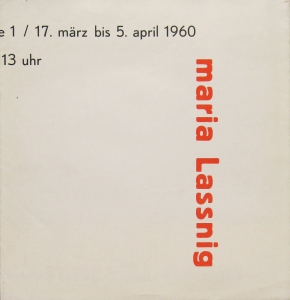 e 1 / 17. märz bis 5. april 1960
13 uhr
maria Lassnig